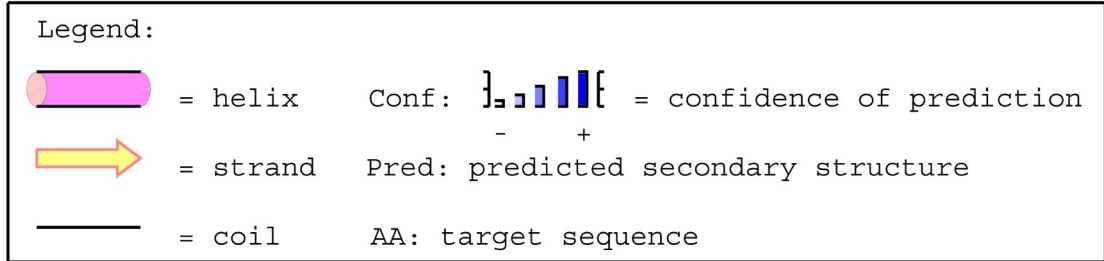 Legend:
= helix Conf: = confidence of prediction
- +
= strand Pred: predicted secondary structure
= coil AA: target sequence